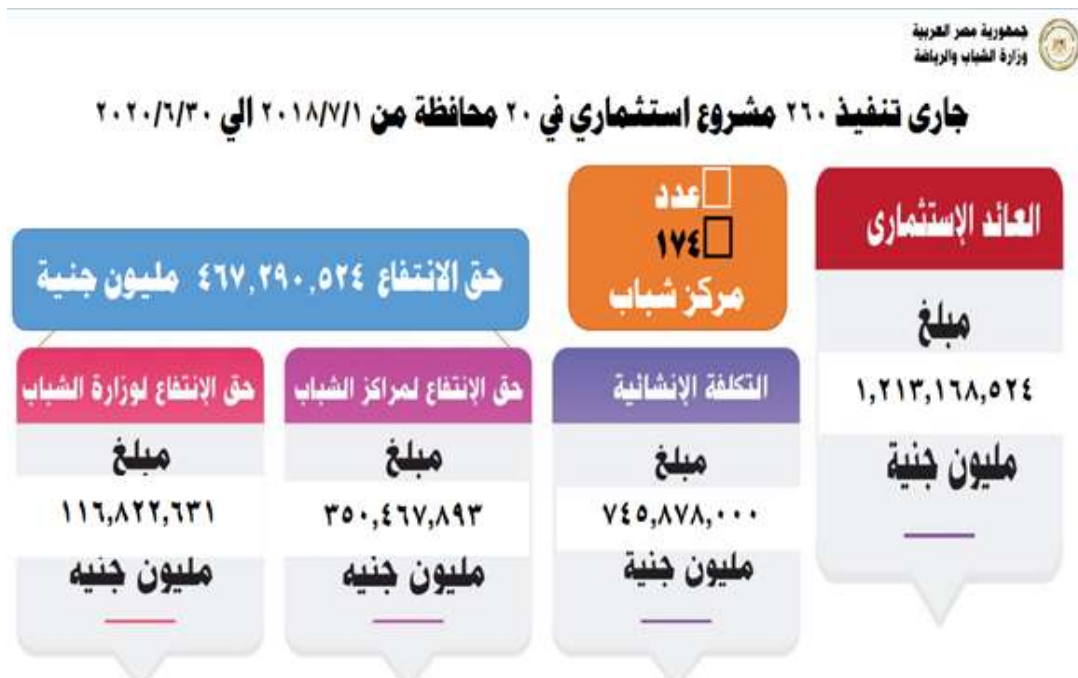 جمهورية مصر العربية
وزارة الشباب والرياضة
جارى تنفيذ ٢٦٠ مشروع استثماري في ٢٠ محافظة من ٢٠١٨/٧/١ الي ٢٠٢٠/٦/٣٠
العائد الإستثمارى
مبلغ
١,٢١٣,١٦٨,٥٢٤
مليون جنية
عدد
١٧٤
مركز شباب
حق الانتفاع ٤٦٧,٢٩٠,٥٢٤ مليون جنية
التكلفة الإنشائية
مبلغ
٧٤٥,٨٧٨,٠٠٠
مليون جنية
حق الإنتفاع لمراكز الشباب
مبلغ
٣٥٠,٤٦٧,٨٩٣
مليون جنيه
حق الإنتفاع لوزارة الشباب
مبلغ
١١٦,٨٢٢,٦٣١
مليون جنيه